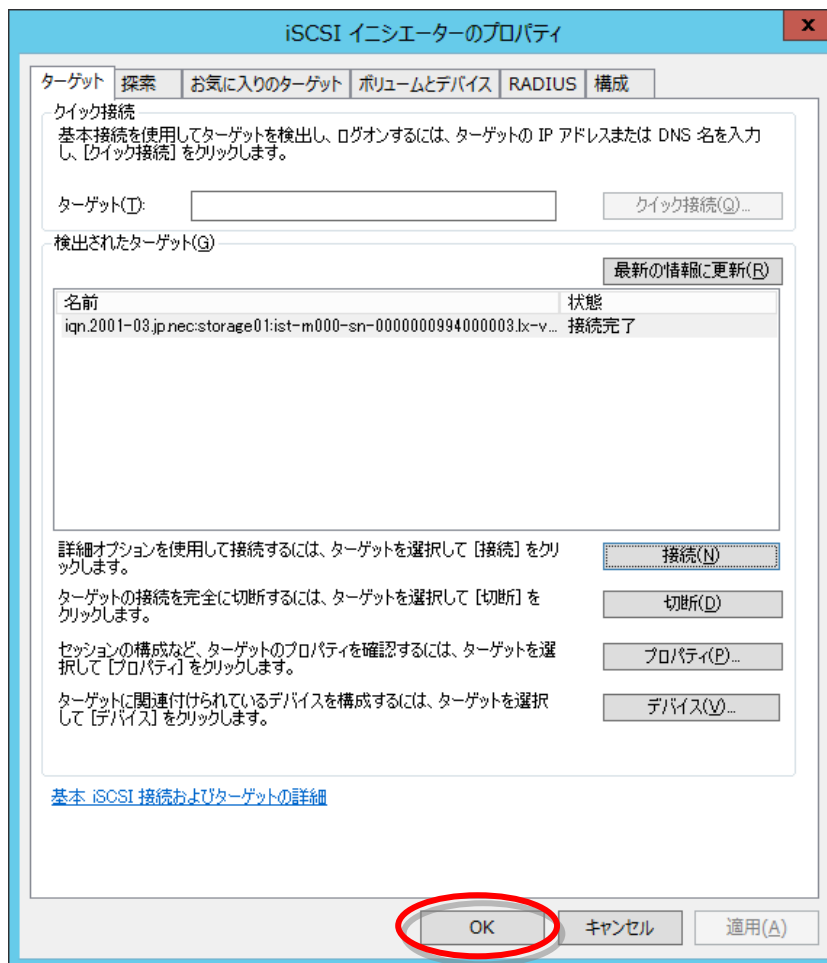 iSCSI イニシエーターのプロパティ
x
ターゲット 探索 お気に入りのターゲット ボリュームとデバイス RADIUS 構成
クイック接続
基本接続を使用してターゲットを検出し、ログオンするには、ターゲットの IP アドレスまたは DNS 名を入力
し、[クイック接続] をクリックします。
ターゲット(T): クイック接続(Q)...
検出されたターゲット(G)
最新の情報に更新(R)
名前 状態
iqn.2001-03.jp.nec:storage01:ist-m000-sn-0000000994000003.lx-v... 接続完了
詳細オプションを使用して接続するには、ターゲットを選択して [接続] をクリ
ックします。
接続(N)
ターゲットの接続を完全に切断するには、ターゲットを選択して [切断] を
クリックします。
切断(D)
セッションの構成など、ターゲットのプロパティを確認するには、ターゲットを選
択して [プロパティ] をクリックします。
プロパティ(P)...
ターゲットに関連付けられているデバイスを構成するには、ターゲットを選択
して [デバイス] をクリックします。
デバイス(V)...
基本 iSCSI 接続およびターゲットの詳細
OK キャンセル 適用(A)